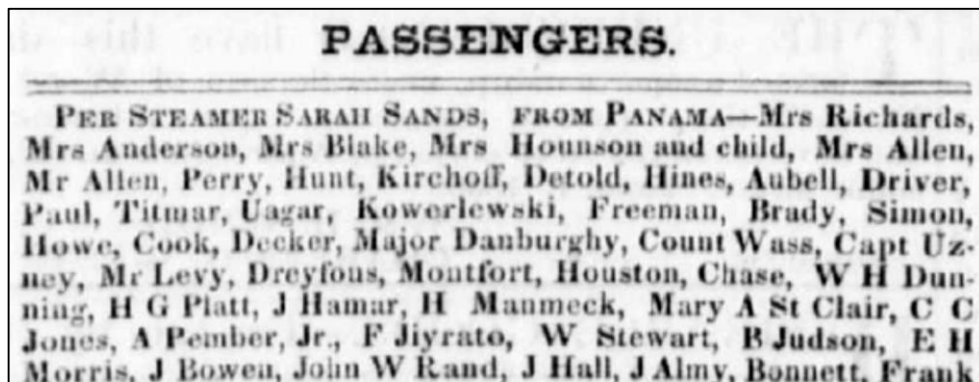 PASSENGERS.
PER STEAMER SARAH SANDS, FROM PANAMA—Mrs Richards,
Mrs Anderson, Mrs Blake, Mrs Hounson and child, Mrs Allen,
Mr Allen, Perry, Hunt, Kirchoff, Detold, Hines, Aubell, Driver,
Paul, Titmar, Uagar, Kowerlewski, Freeman, Brady, Simon,
Howe, Cook, Decker, Major Danburghy, Count Wass, Capt Uz-
ney, Mr Levy, Dreyfous, Montfort, Houston, Chase, W H Dun-
ning, H G Platt, J Hamar, H Manmeck, Mary A St Clair, C C
Jones, A Pember, Jr., F Jiyrato, W. Stewart, B Judson, E H
Morris, J Bowen, John W Rand, J Hall, J Almy, Bonnett, Frank